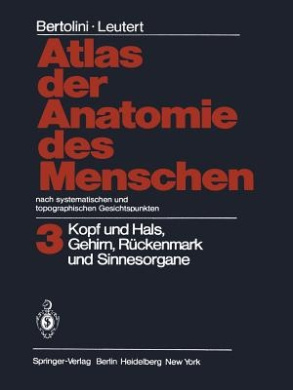 Bertolini·Leutert
Atlas
der
Anatomie
des
Menschen
nach systematischen und
topographischen Gesichtspunkten
3 Kopf und Hals,
Gehirn, Rückenmark
und Sinnesorgane
Springer-Verlag Berlin Heidelberg New York